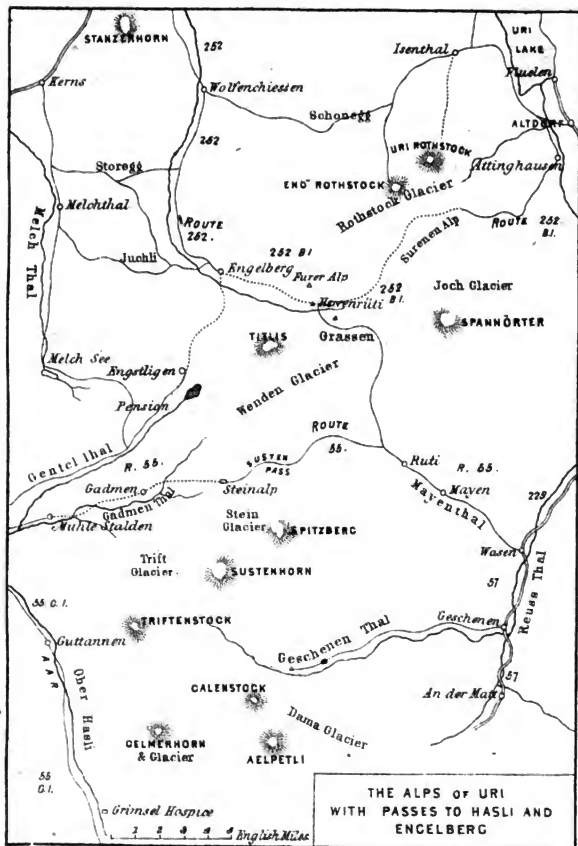 STANZERHORN
252
Isenthal
URI
LAKE
Fluelen
Kerns
Wolfenchiessen
Schonegg
ALTDORF
252
URI ROTHSTOCK
Attinghausen
Storegg
ENGˡ ROTHSTOCK
Rothstock Glacier
Melchthal
Melch Thal
ROUTE
252.
Surenen Alp
ROUTE
252
B.I.
Juchli
252 B.I.
Engelberg
Furer Alp
252
B.I.
Joch Glacier
Herrenrüti
SPANHÖRTER
Grassen
TITLIS
Melch See
Engstligen
Wenden Glacier
Pension
ROUTE
55.
Gentelthal
R. 55.
SUSTEN
PASS
Ruti
R. 55.
Gadmen
Steinalp
Mayenthal
Mayen
229
Gadmen Thal
Muhle Stalden
Stein
Glacier
SPITZBERG
Wasen
Trift
Glacier
SUSTENHORN
57
Reuss Thal
55 G.I.
TRIFTENSTOCK
Geschenen
Guttannen
Geschenen Thal
AAR
Ober Hasli
An der Matt
57
GALENSTOCK
Dama Glacier
GELMERHORN
& Glacier
AELPETLI
55
G.I.
Grimsel Hospice
1 2 3 4 5
English Miles
THE ALPS OF URI
WITH PASSES TO HASLI AND
ENGELBERG